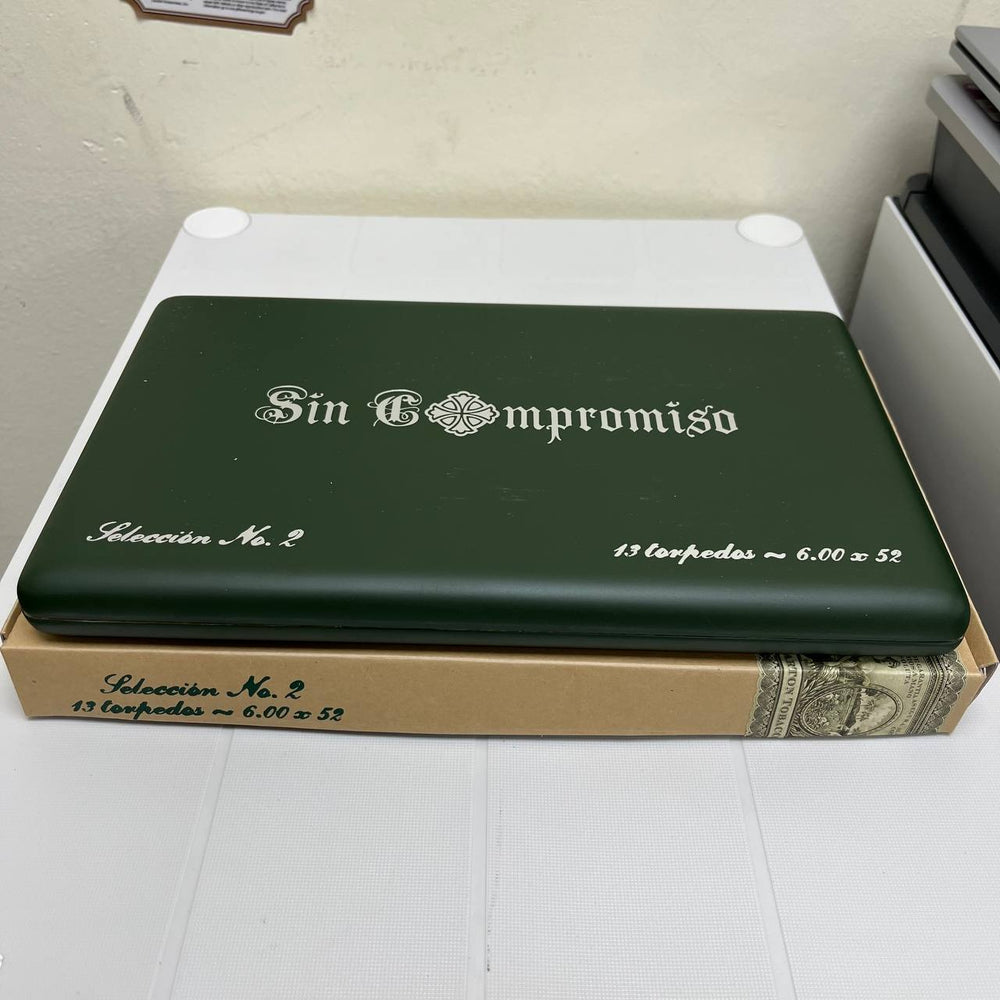 Sin Compromiso
Selección No. 2
13 torpedos ~ 6.00 x 52
Selección No. 2
13 torpedos ~ 6.00 x 52